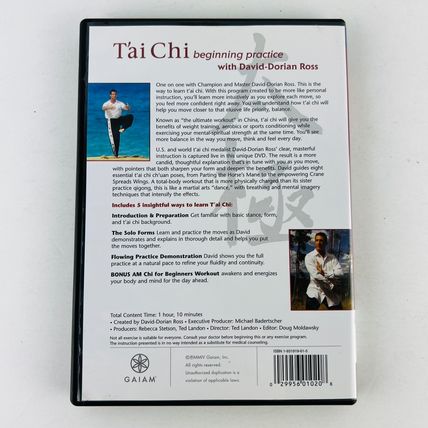 T'ai Chi beginning practice
with David-Dorian Ross
One on one with Champion and Master David-Dorian Ross. This is the
way to learn t'ai chi. With this program created to be more like personal
instruction, you'll learn more intuitively as you explore each move, so
you feel more confident right away. You will understand how t'ai chi will
help you move closer to that elusive life priority, balance.
Known as "the ultimate workout" in China, t'ai chi will give you the
benefits of weight training, aerobics or sports conditioning while
exercising your mental-spiritual strength at the same time. You'll see
more balance in the way you move, think and feel every day.
U.S. and world t'ai chi medalist David-Dorian Ross' clear, masterful
instruction is captured live in this unique DVD. The result is a more
candid, thoughtful explanation that's in tune with you as you move,
with pointers that both sharpen your form and go deeper. David guides eight
essential t'ai chi ch'uan poses, from Parting the Horse's Mane to the empowering Crane
Spreads Wings. A total-body workout that is more physically charged than its sister
practice qigong, this is like a martial arts "dance," with breathing and mental imagery
techniques that intensify the effects.
Includes 5 insightful ways to learn T'ai Chi:
Introduction & Preparation Get familiar with basic stance, form,
and t'ai chi background.
The Solo Forms Learn and practice the moves as David
demonstrates and explains in thorough detail and helps you put
the moves together.
Flowing Practice Demonstration David shows you the full
practice at a natural pace to refine your fluidity and continuity.
BONUS AM Chi for Beginners Workout awakens and energizes
your body and mind for the day ahead.
太極
Total Content Time: 1 hour, 10 minutes
• Created by David-Dorian Ross • Executive Producer: Michael Badertscher
• Producers: Rebecca Stetson, Ted Landon • Director: Ted Landon • Editor: Doug Moldawsky
Not all exercise is suitable for everyone. Consult your doctor before beginning this or any exercise program.
The instruction presented is in no way intended as a substitute for medical counseling.
GAIAM
©℗MMIV Gaiam, Inc.
All rights reserved.
Unauthorized duplication is a
violation of applicable laws.
0 29956 01020 6